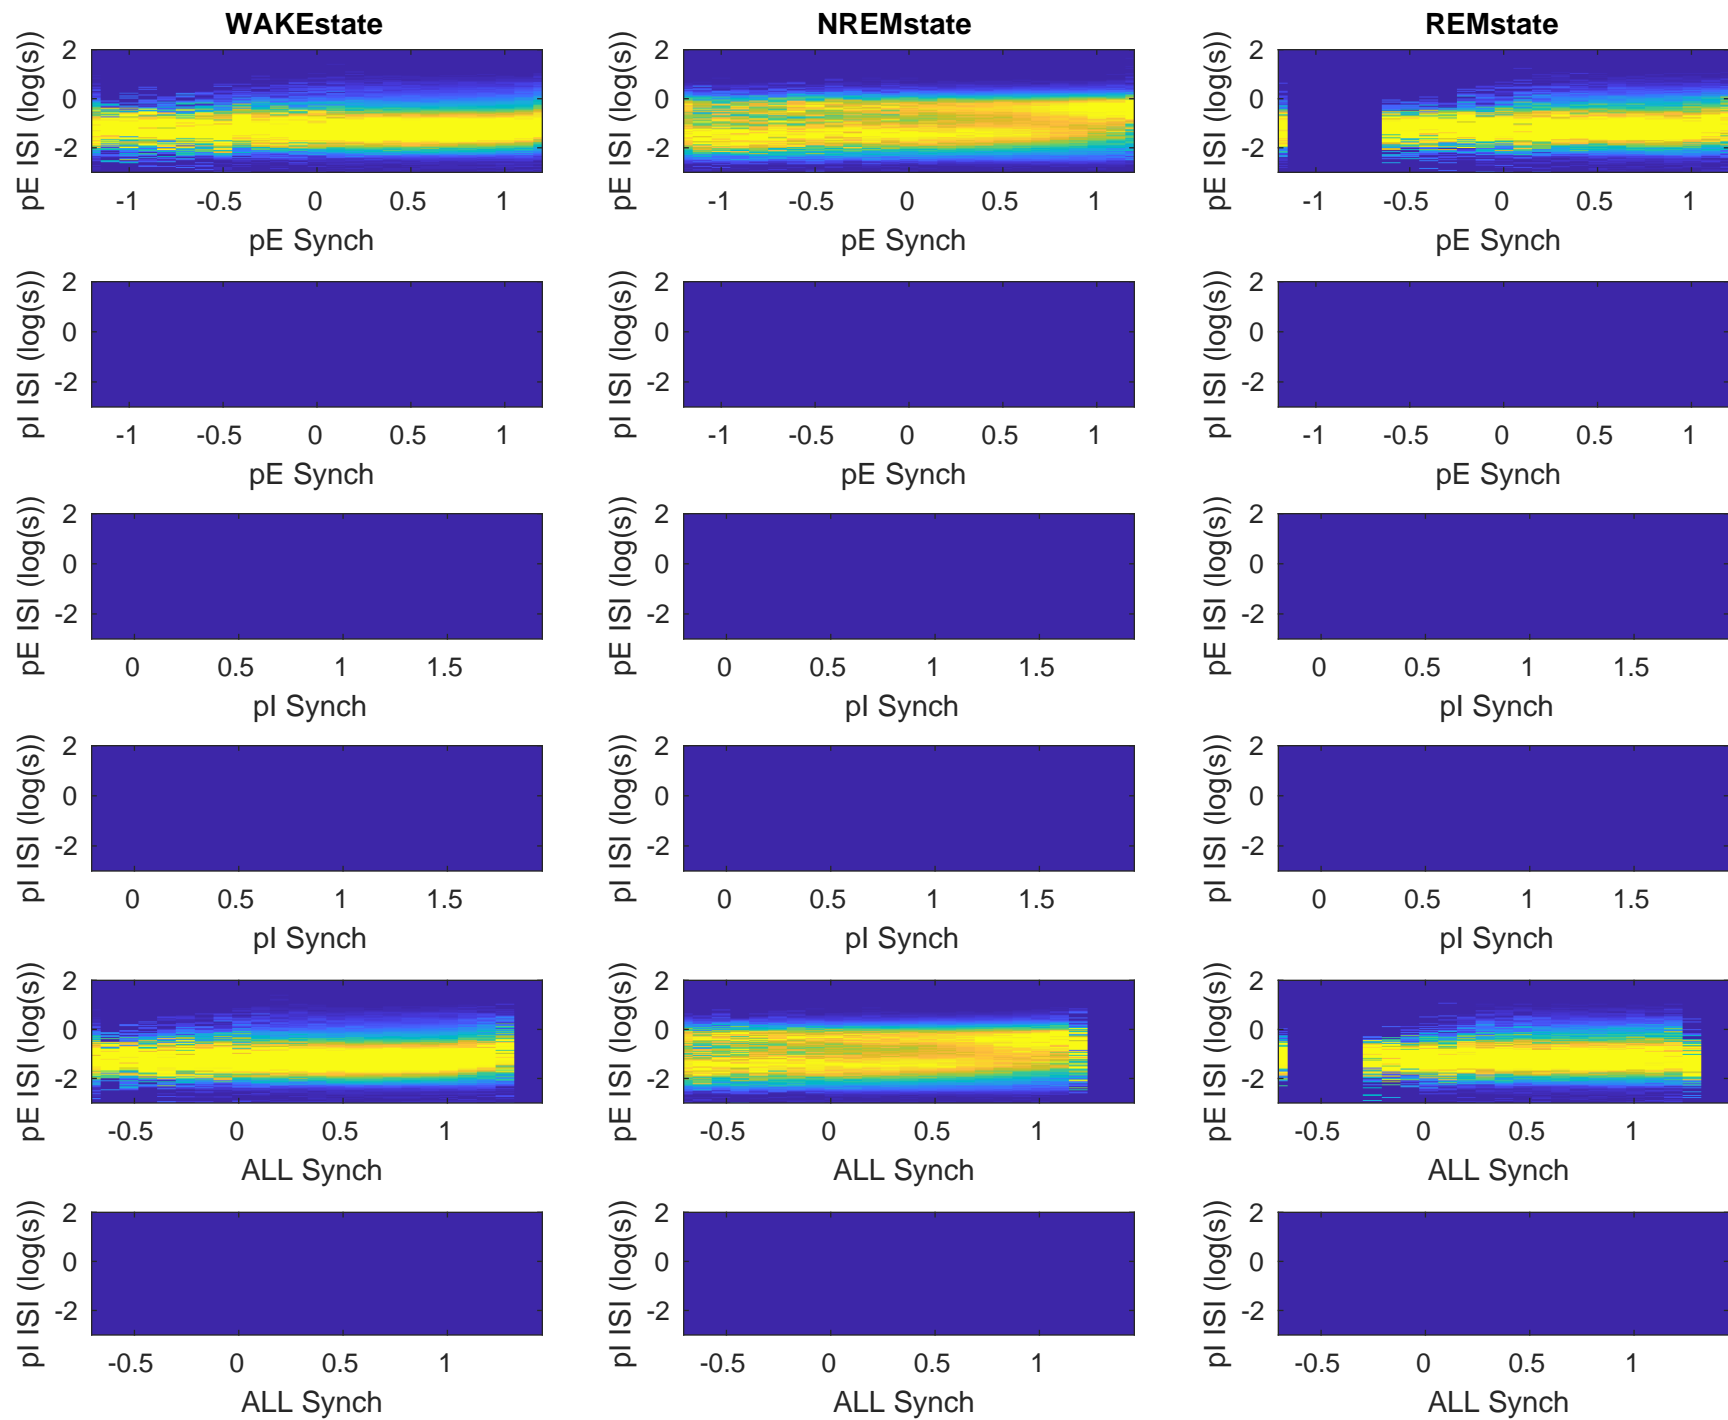 WAKEstate NREMstate REMstate
pE ISI (log(s)) 2 0 -2 pE ISI (log(s)) 2 0 -2 pE ISI (log(s)) 2 0 -2
-1 -0.5 0 0.5 1 -1 -0.5 0 0.5 1 -1 -0.5 0 0.5 1
pE Synch pE Synch pE Synch
pI ISI (log(s)) 2 0 -2 pI ISI (log(s)) 2 0 -2 pI ISI (log(s)) 2 0 -2
-1 -0.5 0 0.5 1 -1 -0.5 0 0.5 1 -1 -0.5 0 0.5 1
pE Synch pE Synch pE Synch
pE ISI (log(s)) 2 0 -2 pE ISI (log(s)) 2 0 -2 pE ISI (log(s)) 2 0 -2
0 0.5 1 1.5 0 0.5 1 1.5 0 0.5 1 1.5
pI Synch pI Synch pI Synch
pI ISI (log(s)) 2 0 -2 pI ISI (log(s)) 2 0 -2 pI ISI (log(s)) 2 0 -2
0 0.5 1 1.5 0 0.5 1 1.5 0 0.5 1 1.5
pI Synch pI Synch pI Synch
pE ISI (log(s)) 2 0 -2 pE ISI (log(s)) 2 0 -2 pE ISI (log(s)) 2 0 -2
-0.5 0 0.5 1 -0.5 0 0.5 1 -0.5 0 0.5 1
ALL Synch ALL Synch ALL Synch
pI ISI (log(s)) 2 0 -2 pI ISI (log(s)) 2 0 -2 pI ISI (log(s)) 2 0 -2
-0.5 0 0.5 1 -0.5 0 0.5 1 -0.5 0 0.5 1
ALL Synch ALL Synch ALL Synch